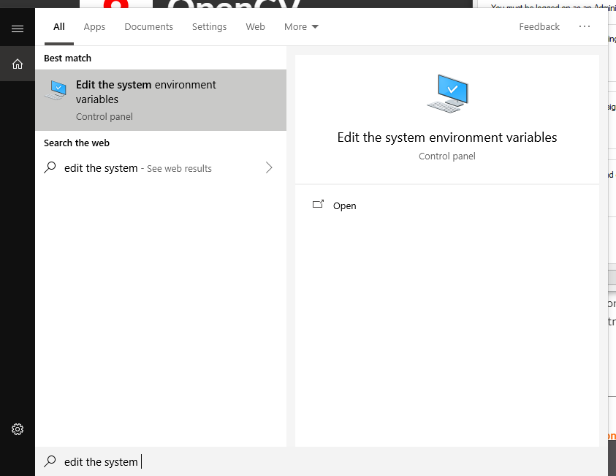 OpenCV
You must be logged on as an Admini
All Apps Documents Settings Web More Feedback ...
Best match
Edit the system environment
variables
Control panel
Search the web
edit the system - See web results
Edit the system environment variables
Control panel
Open
edit the system